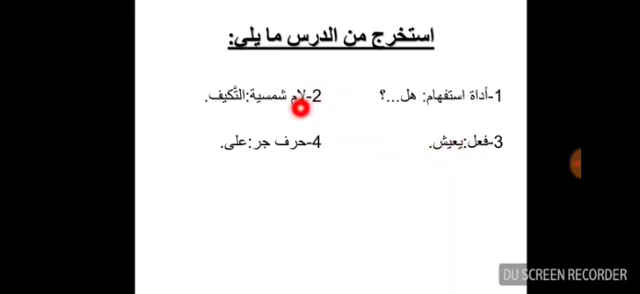 استخرج من الدرس ما يلي:
1-أداة استفهام: هل...؟ 2-لام شمسية:التَّكيف.
3-فعل:يعيش. 4-حرف جر:على.
DU SCREEN RECORDER